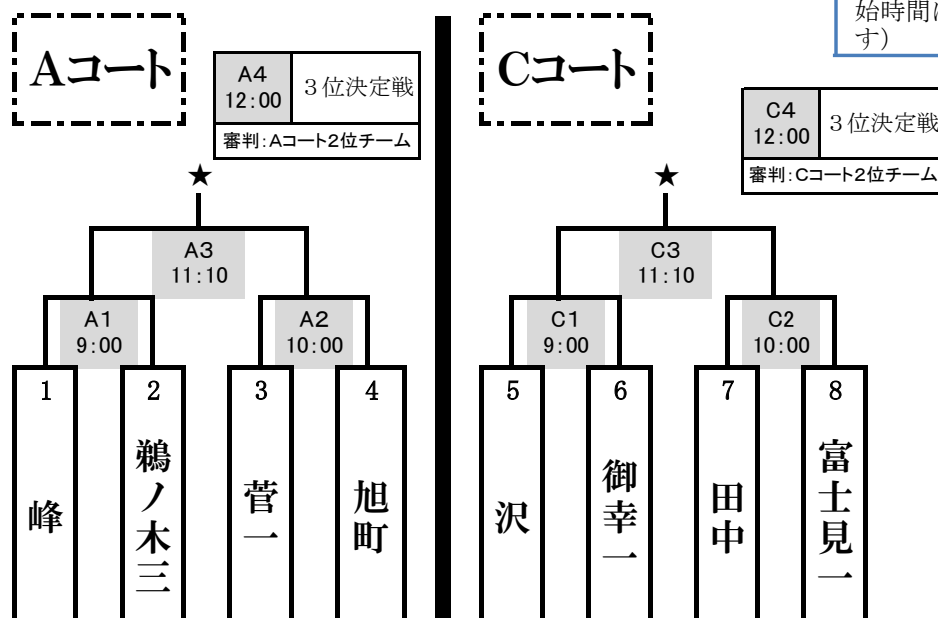 始時間に
す)
Aコート
A4
12:00
3位決定戦
審判:Aコート2位チーム
★
A3
11:10
A1
9:00
A2
10:00
1
2
3
4
峰
鵜ノ木三
菅一
旭町
Cコート
C4
12:00
3位決定戦
審判:Cコート2位チーム
★
C3
11:10
C1
9:00
C2
10:00
5
6
7
8
沢
御幸一
田中
富士見一